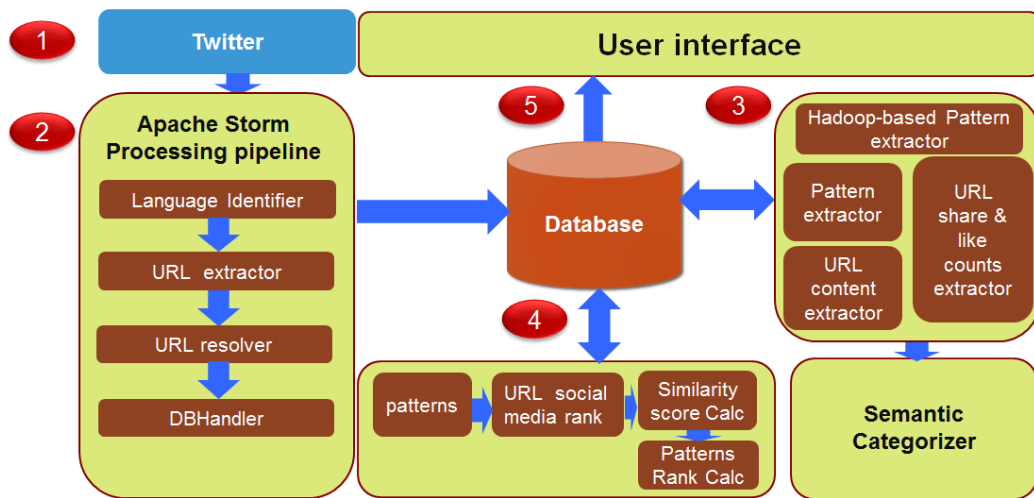 1
Twitter
User interface
2
Apache Storm
Processing pipeline
Language Identifier
URL extractor
URL resolver
DBHandler
5
Database
3
Hadoop-based Pattern
extractor
Pattern
extractor
URL
content
extractor
URL
share &
like
counts
extractor
4
patterns
URL social
media rank
Similarity
score Calc
Patterns
Rank Calc
Semantic
Categorizer